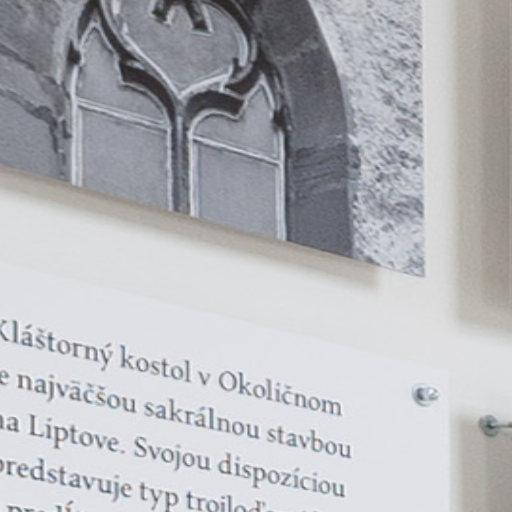 Kláštorný kostol v Okoličnom
e najväčšou sakrálnou stavbou
na Liptove. Svojou dispozíciou
predstavuje typ